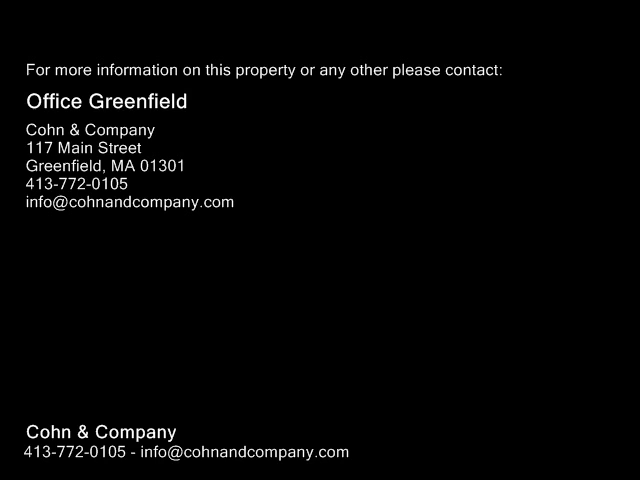 For more information on this property or any other please contact:
Office Greenfield
Cohn & Company
117 Main Street
Greenfield, MA 01301
413-772-0105
info@cohnandcompany.com
Cohn & Company
413-772-0105 - info@cohnandcompany.com